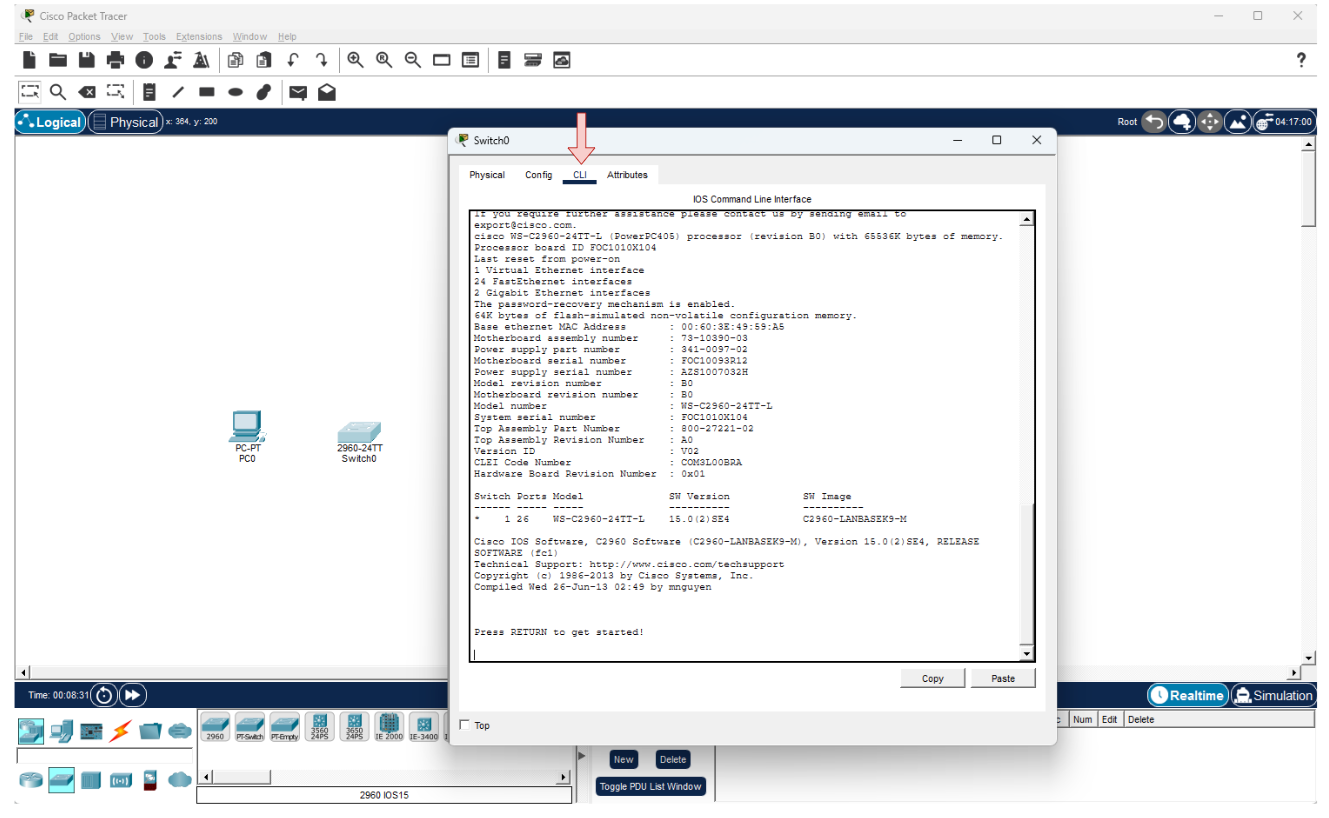 Cisco Packet Tracer
File Edit Options View Tools Extensions Window Help
?
Logical Physical x: 364, y: 200
Root 04:17:00
Switch0
Physical Config CLI Attributes
IOS Command Line Interface
If you require further assistance please contact us by sending email to
export@cisco.com.
cisco WS-C2960-24TT-L (PowerPC405) processor (revision B0) with 65536K bytes of memory.
Processor board ID FOC1010X104
Last reset from power-on
1 Virtual Ethernet interface
24 FastEthernet interfaces
2 Gigabit Ethernet interfaces
The password-recovery mechanism is enabled.
64K bytes of flash-simulated non-volatile configuration memory.
Base ethernet MAC Address : 00:60:3E:49:59:A5
Motherboard assembly number : 73-10390-03
Power supply part number : 341-0097-02
Motherboard serial number : FOC10093R12
Power supply serial number : AZS1007032H
Model revision number : B0
Motherboard revision number : B0
Model number : WS-C2960-24TT-L
System serial number : FOC1010X104
Top Assembly Part Number : 800-27221-02
Top Assembly Revision Number : A0
Version ID : V02
CLEI Code Number : COM3L00BRA
Hardware Board Revision Number : 0x01
Switch Ports Model SW Version SW Image
------ ----- ----- ---------- ----------
* 1 26 WS-C2960-24TT-L 15.0(2)SE4 C2960-LANBASEK9-M
Cisco IOS Software, C2960 Software (C2960-LANBASEK9-M), Version 15.0(2)SE4, RELEASE
SOFTWARE (fc1)
Technical Support: http://www.cisco.com/techsupport
Copyright (c) 1986-2013 by Cisco Systems, Inc.
Compiled Wed 26-Jun-13 02:49 by mnguyen
Press RETURN to get started!
Copy Paste
Top
PC-PT
PC0
2960-24TT
Switch0
Time: 00:08:31
Realtime Simulation
2960 PT-Switch PT-Empty 3560 24PS 3650 24PS IE 2000 IE-3400
Num Edit Delete
New Delete
Toggle PDU List Window
2960 IOS15